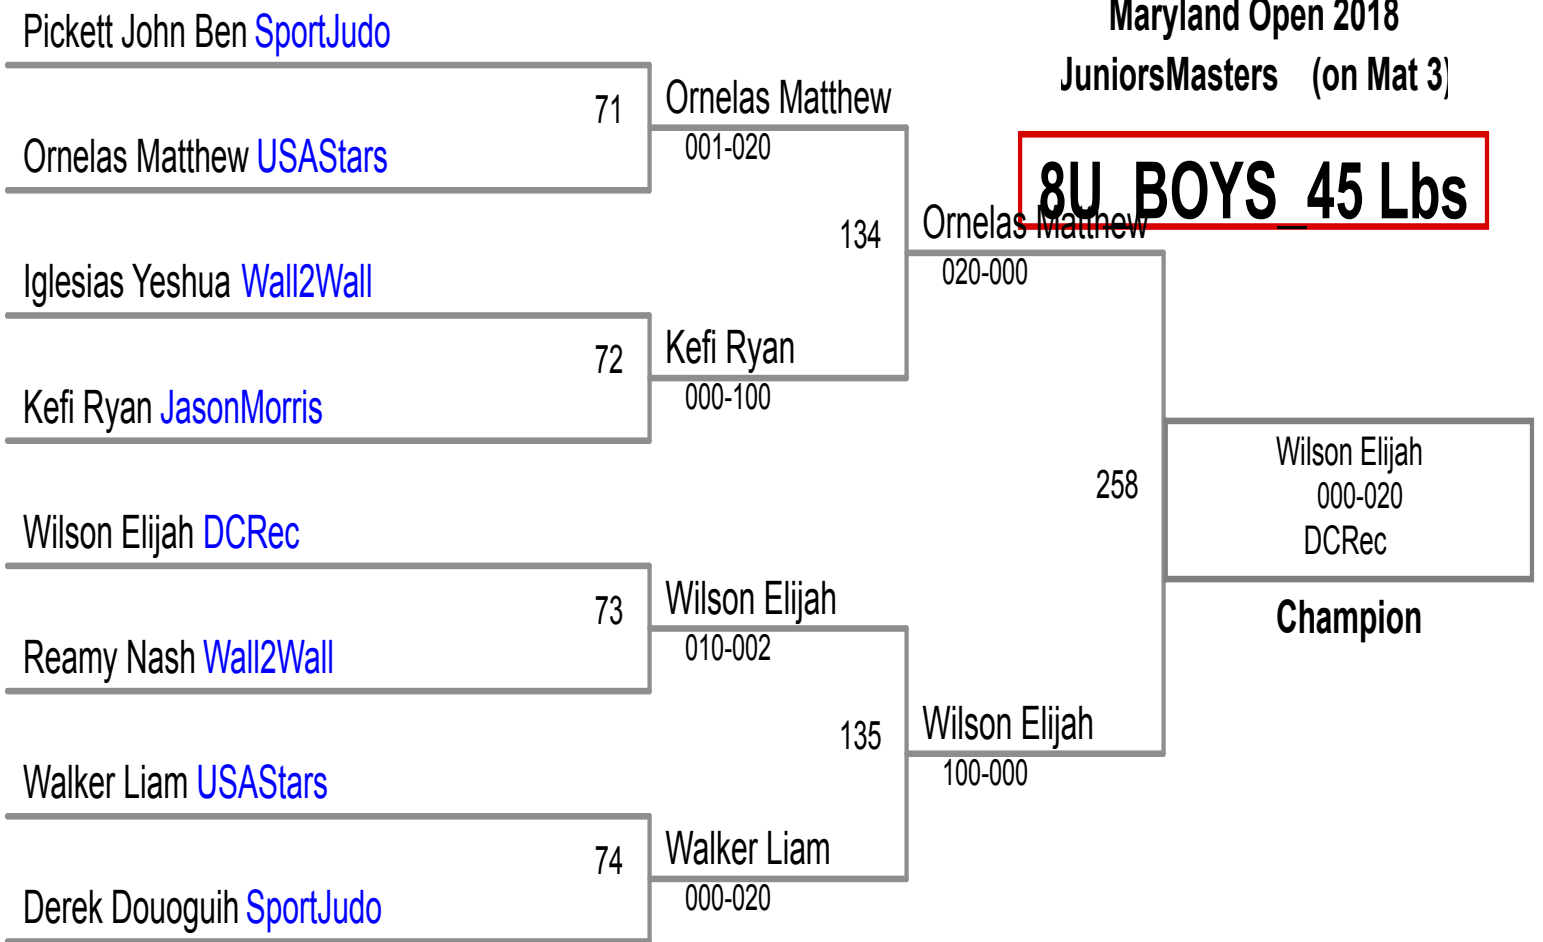 Maryland Open 2018
JuniorsMasters (on Mat 3)
8U_BOYS_45 Lbs
Pickett John Ben SportJudo
71
Ornelas Matthew USAStars
Ornelas Matthew
001-020
134
Iglesias Yeshua Wall2Wall
72
Kefi Ryan JasonMorris
Kefi Ryan
000-100
Ornelas Matthew
020-000
258
Wilson Elijah DCRec
73
Reamy Nash Wall2Wall
Wilson Elijah
010-002
135
Walker Liam USAStars
74
Derek Douoguih SportJudo
Walker Liam
000-020
Wilson Elijah
100-000
Wilson Elijah
000-020
DCRec
Champion